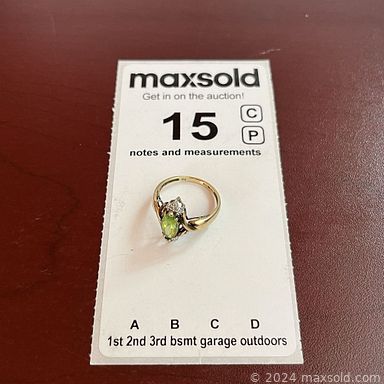 maxsold
Get in on the auction!
15
C
P
notes and measurements
A B C D
1st 2nd 3rd bsmt garage outdoors
© 2024 maxsold.com